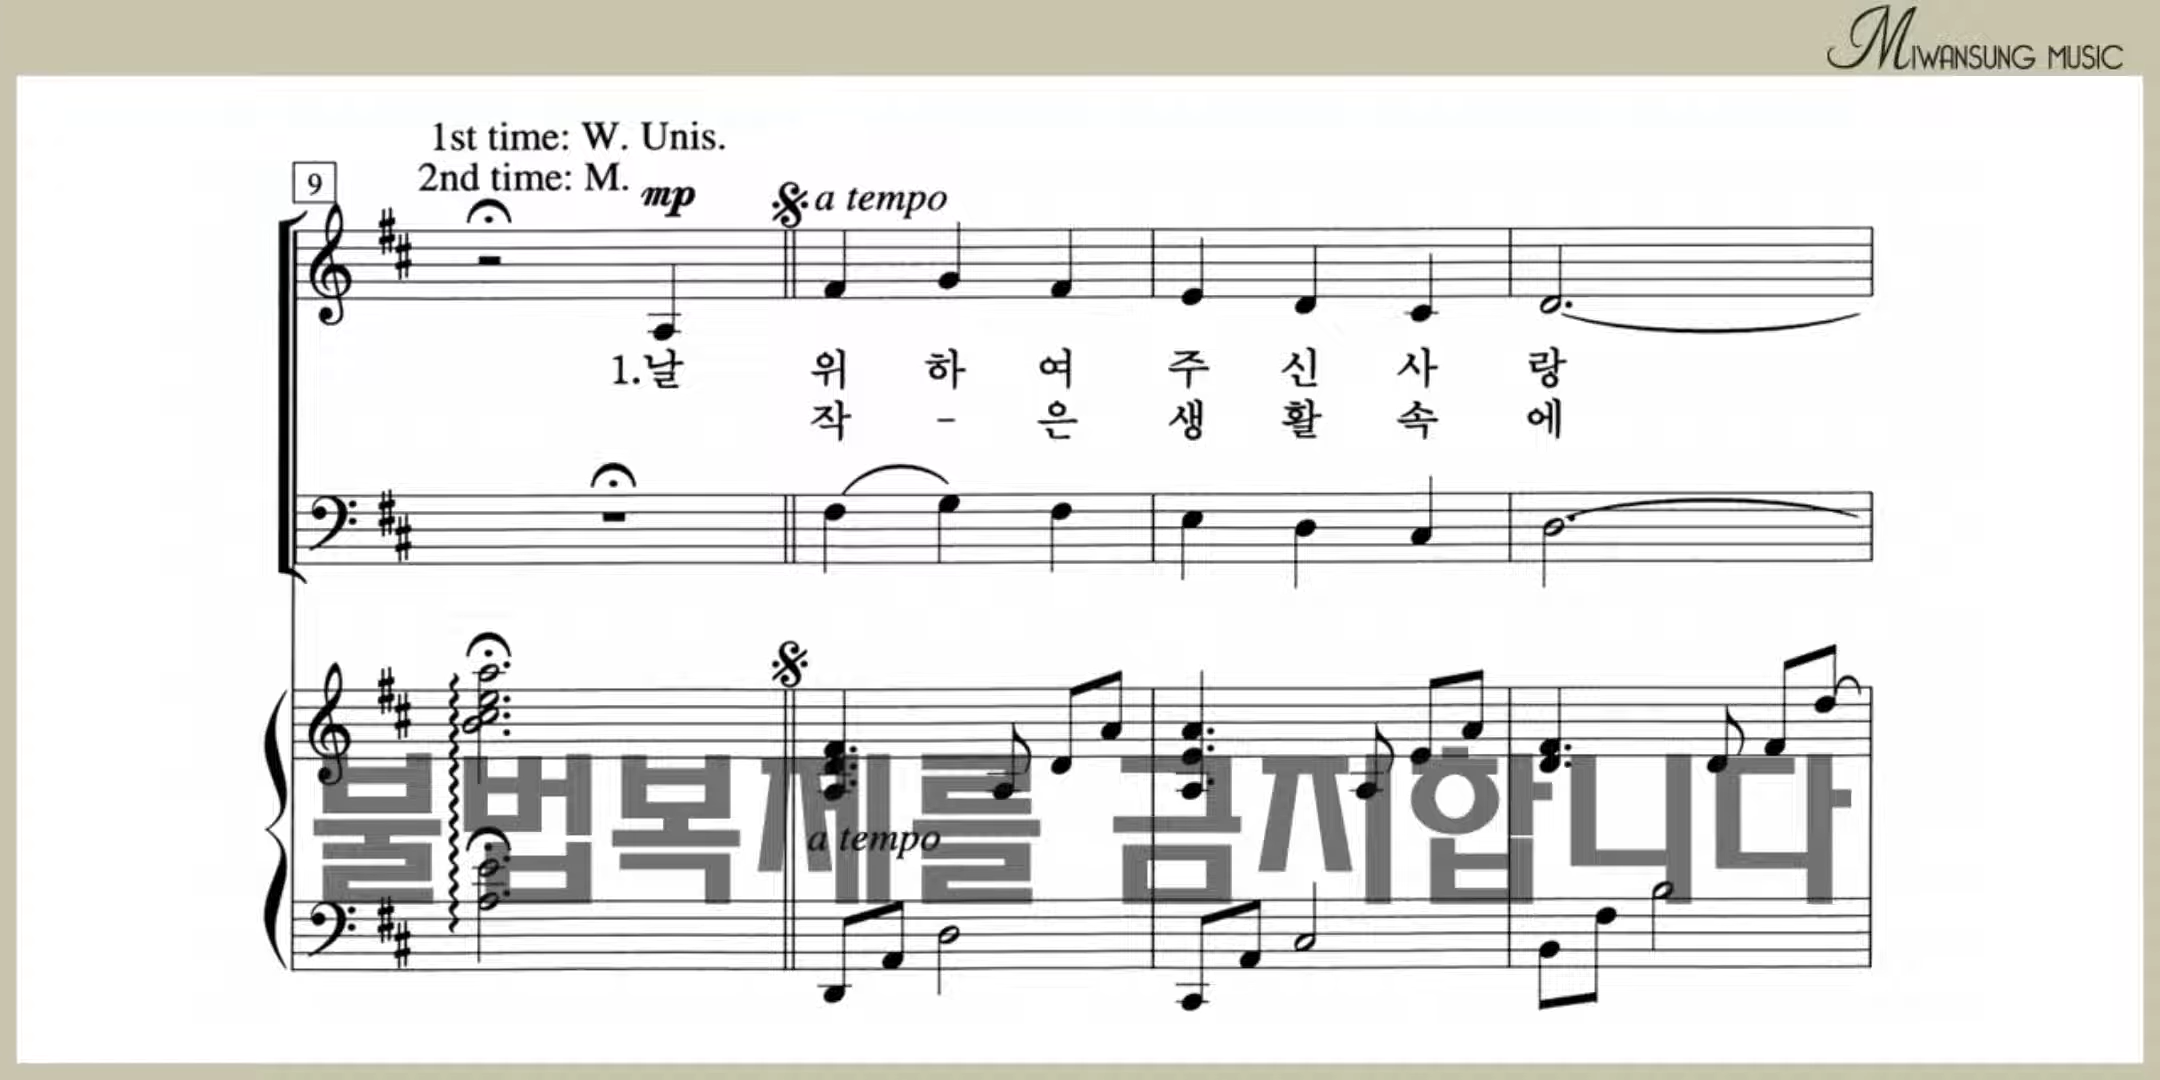 MIWANSUNG MUSIC
1st time: W. Unis.
2nd time: M.
mp
9
a tempo
1.날 위 하 여 주 신 사 랑
작 - 은 생 활 속 에
불법복제를 금지합니다
a tempo